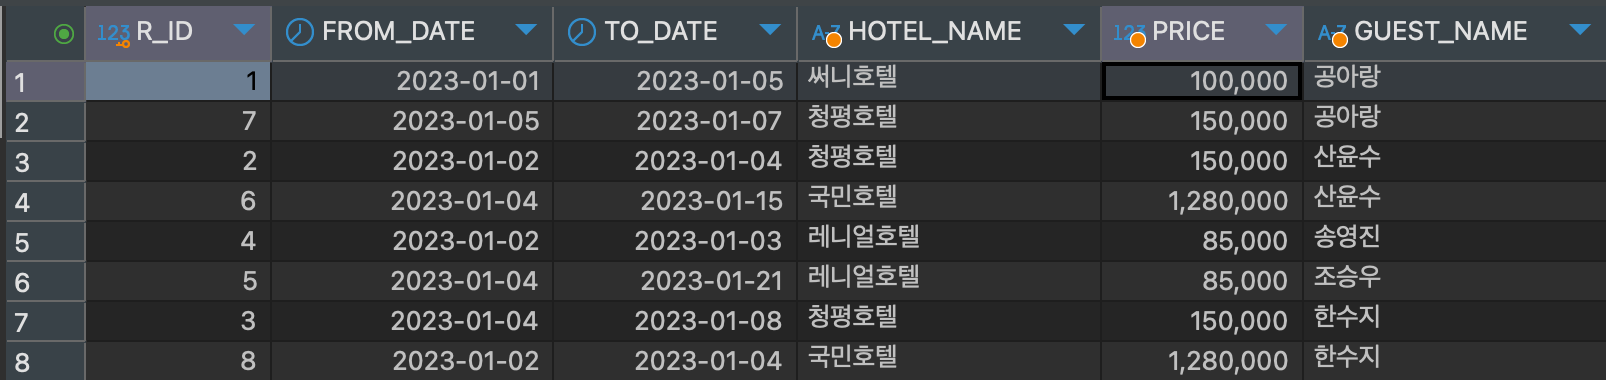 123 R_ID FROM_DATE TO_DATE A-Z HOTEL_NAME 123 PRICE A-Z GUEST_NAME
1 1 2023-01-01 2023-01-05 써니호텔 100,000 공아랑
2 7 2023-01-05 2023-01-07 청평호텔 150,000 공아랑
3 2 2023-01-02 2023-01-04 청평호텔 150,000 산윤수
4 6 2023-01-04 2023-01-15 국민호텔 1,280,000 산윤수
5 4 2023-01-02 2023-01-03 레니얼호텔 85,000 송영진
6 5 2023-01-04 2023-01-21 레니얼호텔 85,000 조승우
7 3 2023-01-04 2023-01-08 청평호텔 150,000 한수지
8 8 2023-01-02 2023-01-04 국민호텔 1,280,000 한수지